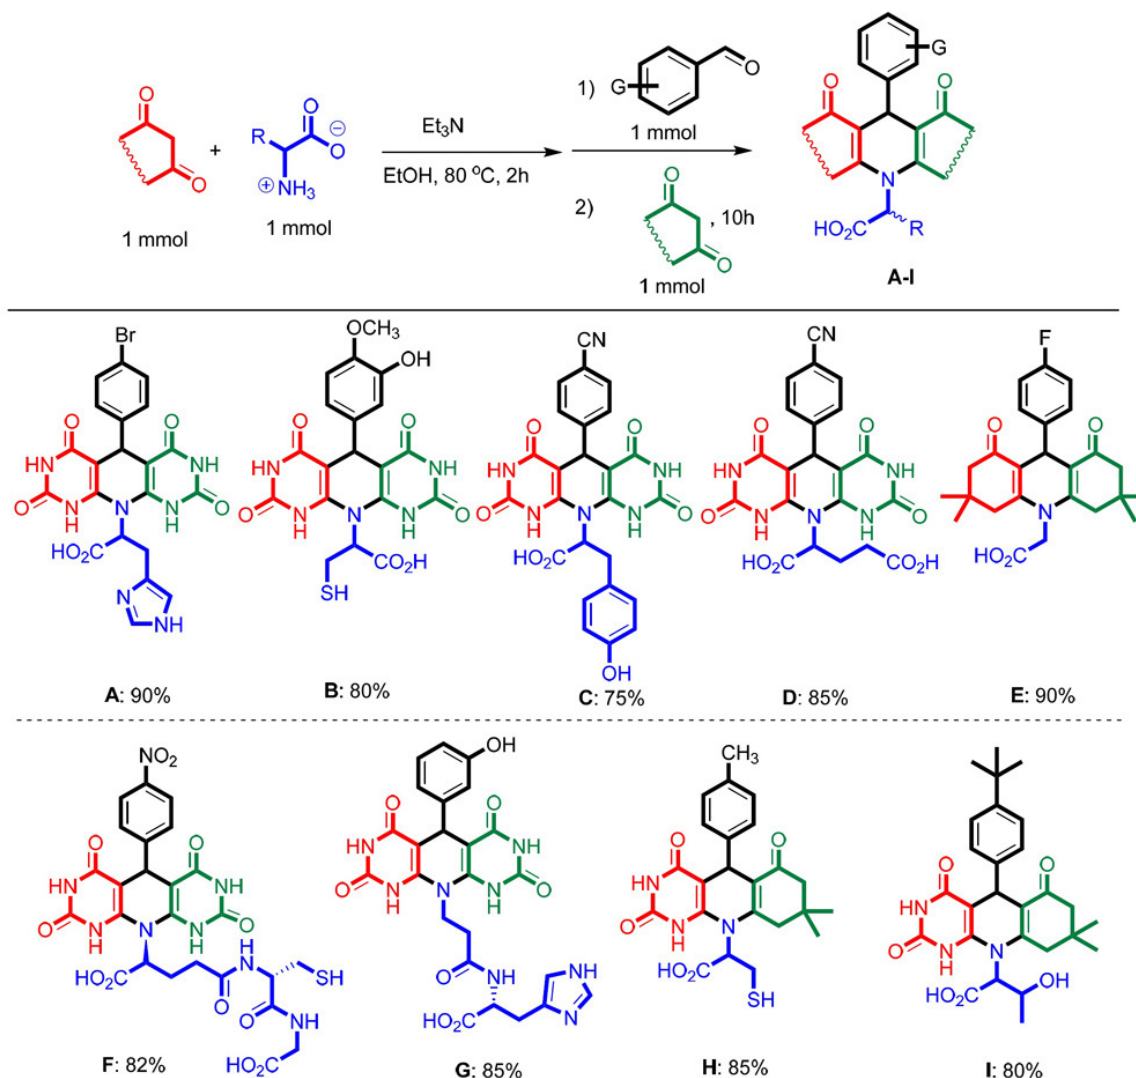 O
R
O
O⊖
⊕NH₃
O
+
1 mmol
1 mmol
Et₃N
EtOH, 80 °C, 2h
1)
G
O
1 mmol
2)
O
O
, 10h
1 mmol
G
O
O
N
HO₂C
R
A-I
Br
O
O
HN
NH
O
N
H
N
N
H
O
HO₂C
N
NH
A: 90%
OCH₃
OH
O
O
HN
NH
O
N
H
N
N
H
O
CO₂H
SH
B: 80%
CN
O
O
HN
NH
O
N
H
N
N
H
O
HO₂C
OH
C: 75%
CN
O
O
HN
NH
O
N
H
N
N
H
O
HO₂C
CO₂H
D: 85%
F
O
O
N
HO₂C
E: 90%
NO₂
O
O
HN
NH
O
N
H
N
N
H
O
HO₂C
O
H
N
SH
O
NH
HO₂C
F: 82%
OH
O
O
HN
NH
O
N
H
N
N
H
O
O
NH
HO₂C
NH
N
G: 85%
CH₃
O
O
HN
O
N
H
N
HO₂C
SH
H: 85%
O
O
HN
O
N
H
N
HO₂C
OH
I: 80%